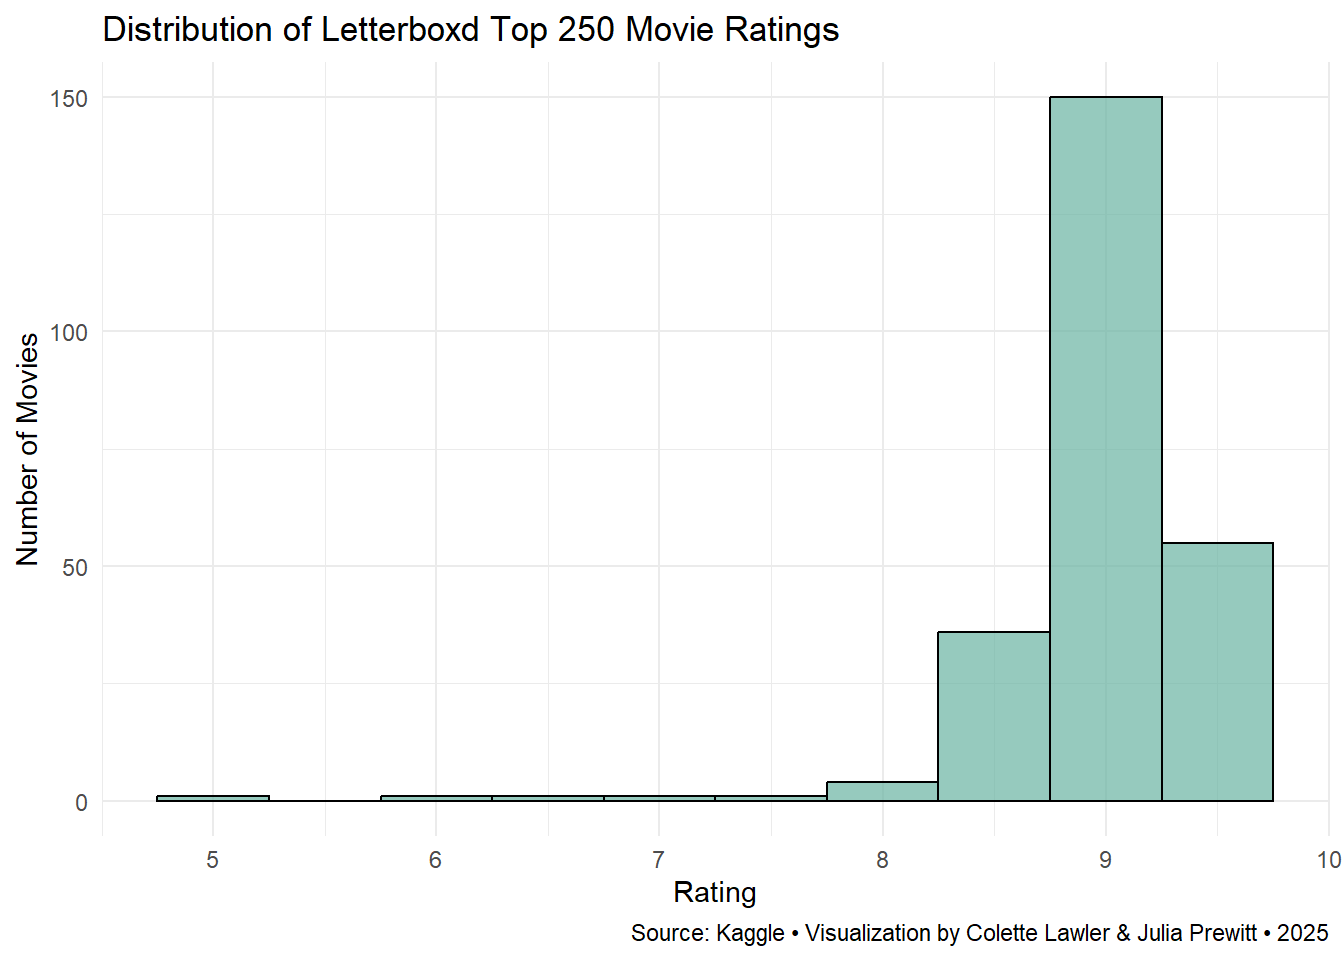 Distribution of Letterboxd Top 250 Movie Ratings
Number of Movies
150
100
50
0
5 6 7 8 9 10
Rating
Source: Kaggle • Visualization by Colette Lawler & Julia Prewitt • 2025